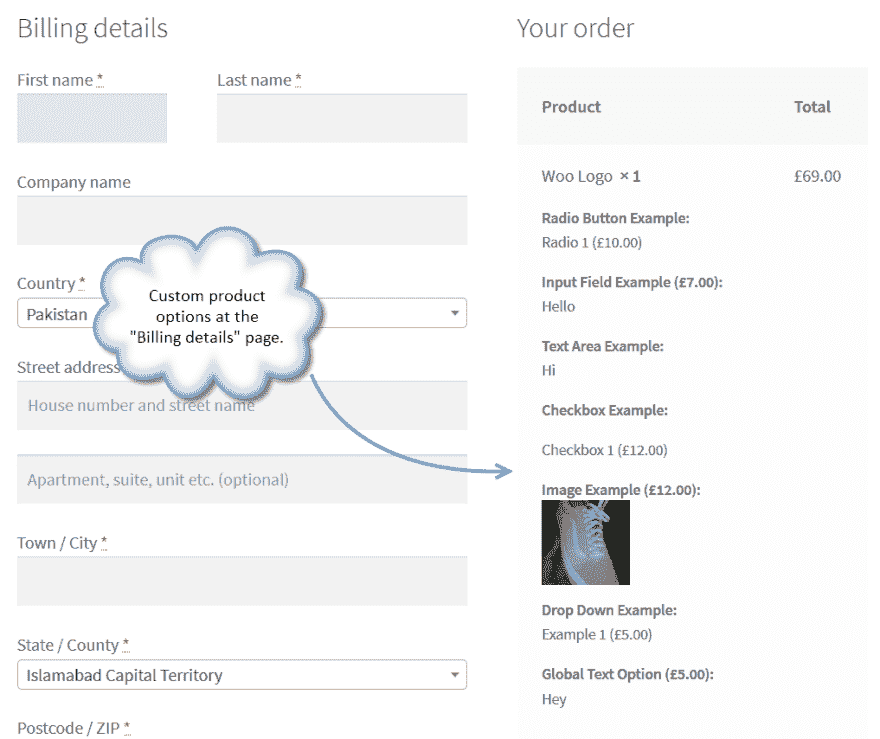 Billing details
First name *
Last name *
Company name
Country *
Pakistan
Custom product
options at the
"Billing details" page.
Street address
House number and street name
Apartment, suite, unit etc. (optional)
Town / City *
State / County *
Islamabad Capital Territory
Postcode / ZIP *
Your order
Product Total
Woo Logo × 1 £69.00
Radio Button Example:
Radio 1 (£10.00)
Input Field Example (£7.00):
Hello
Text Area Example:
Hi
Checkbox Example:
Checkbox 1 (£12.00)
Image Example (£12.00):
Drop Down Example:
Example 1 (£5.00)
Global Text Option (£5.00):
Hey